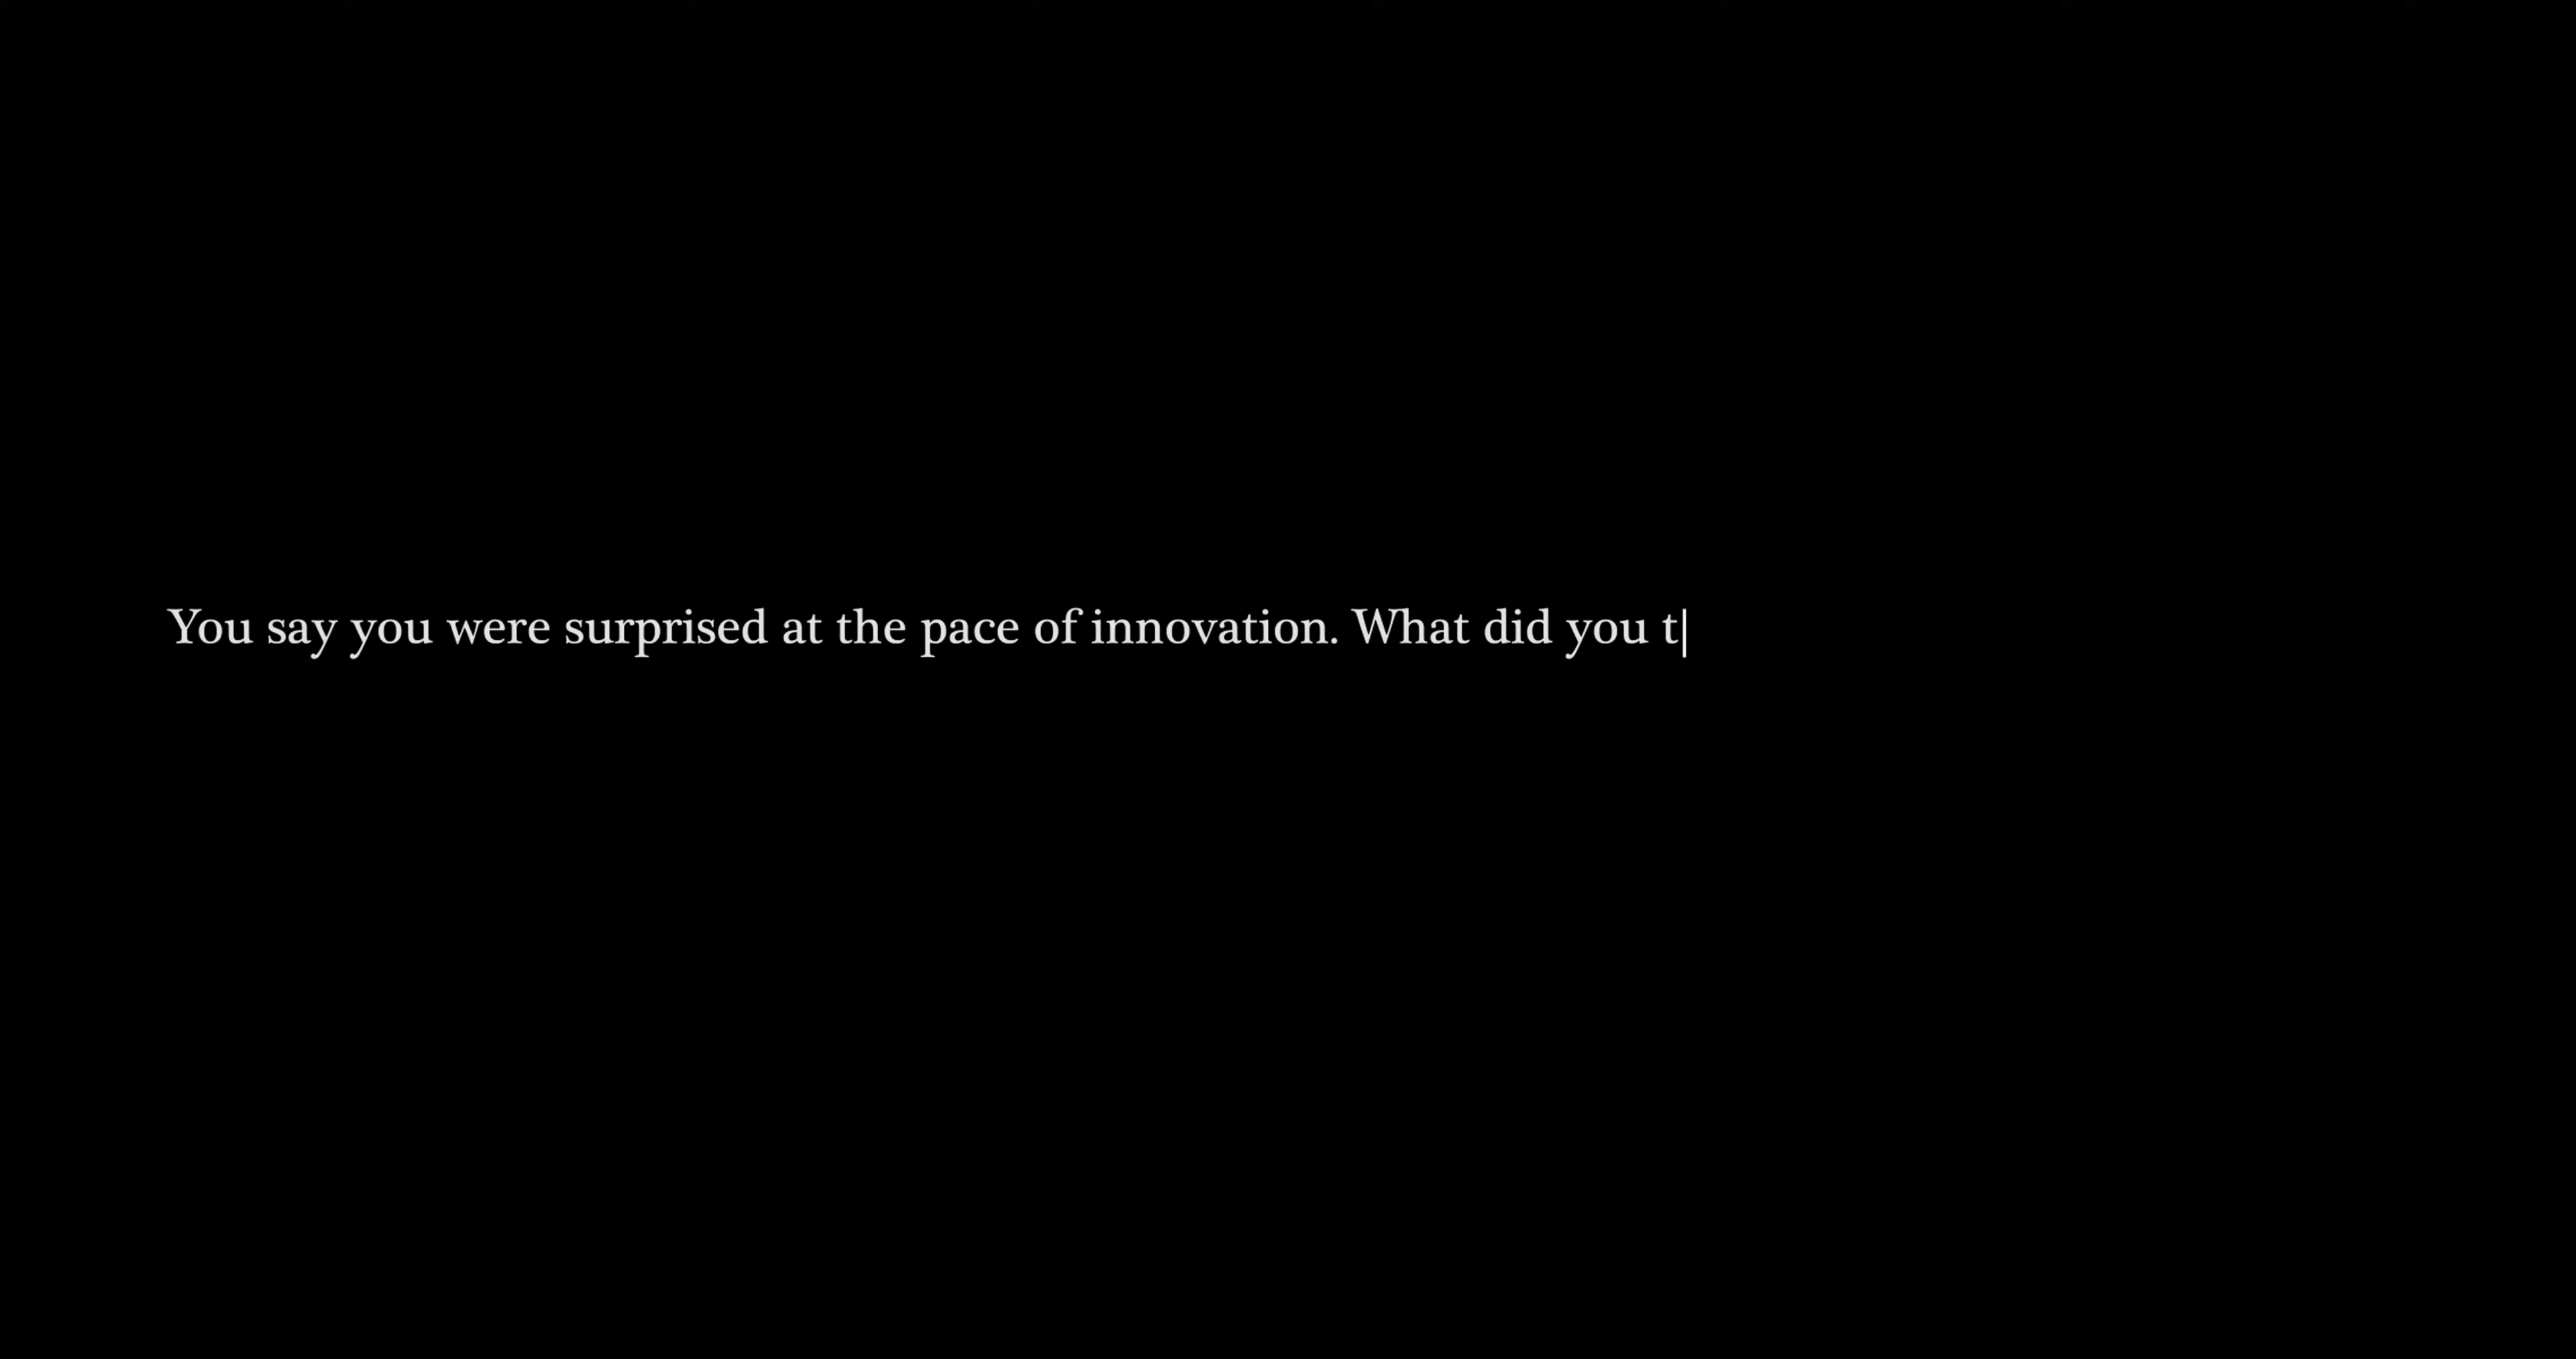 You say you were surprised at the pace of innovation. What did you t|